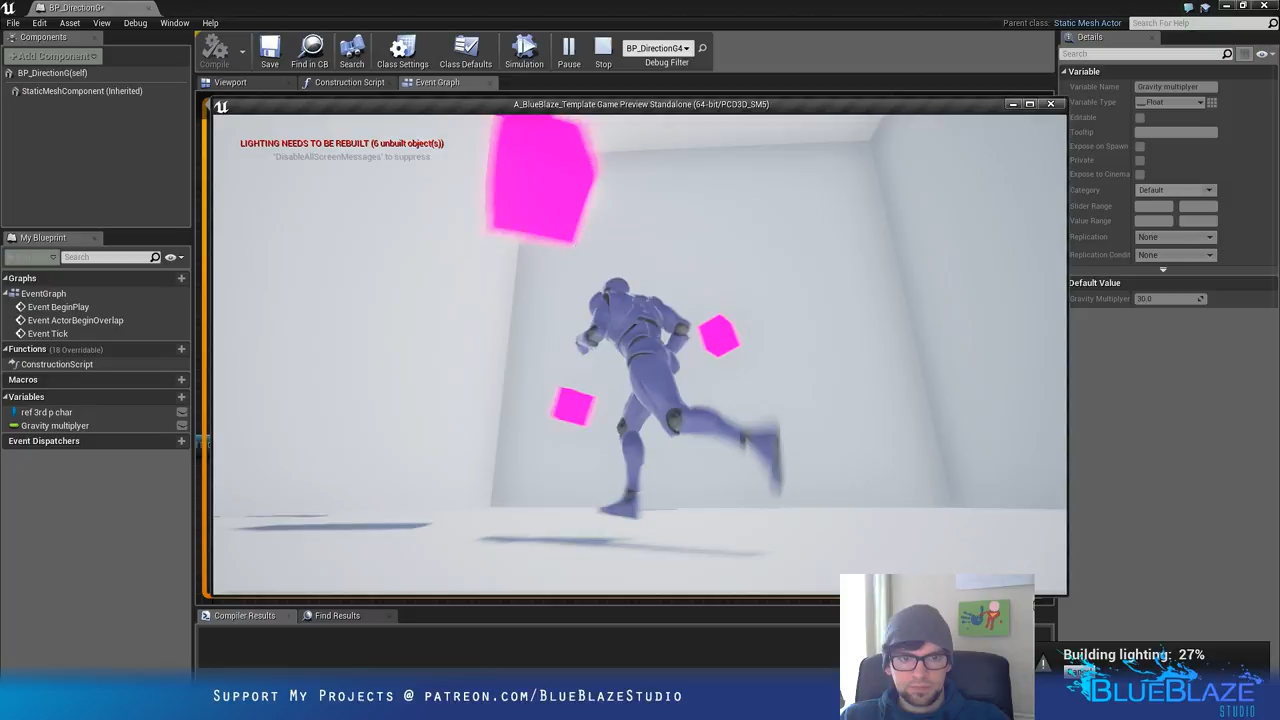 BP_DirectionG*
File Edit Asset View Debug Window Help
Parent class: Static Mesh Actor
Search For Help
Components
+Add Component
BP_DirectionG(self)
StaticMeshComponent (Inherited)
Compile
Save
Find in CB
Search
Class Settings
Class Defaults
Simulation
Pause
Stop
BP_DirectionG4
Debug Filter
Viewport
Construction Script
Event Graph
A_BlueBlaze_Template Game Preview Standalone (64-bit/PCD3D_SM5)
LIGHTING NEEDS TO BE REBUILT (6 unbuilt object(s))
'DisableAllScreenMessages' to suppress
My Blueprint
Search
Graphs
EventGraph
Event BeginPlay
Event ActorBeginOverlap
Event Tick
Functions (18 Overridable)
ConstructionScript
Macros
Variables
ref 3rd p char
Gravity multiplyer
Event Dispatchers
Details
Search
Variable
Variable Name Gravity multiplyer
Variable Type Float
Editable
Tooltip
Expose on Spawn
Private
Expose to Cinema
Category Default
Slider Range
Value Range
Replication None
Replication Condit None
Default Value
Gravity Multiplyer 30.0
Compiler Results
Find Results
Building lighting: 27%
Support My Projects @ patreon.com/BlueBlazeStudio
BlueBlaze
STUDIO